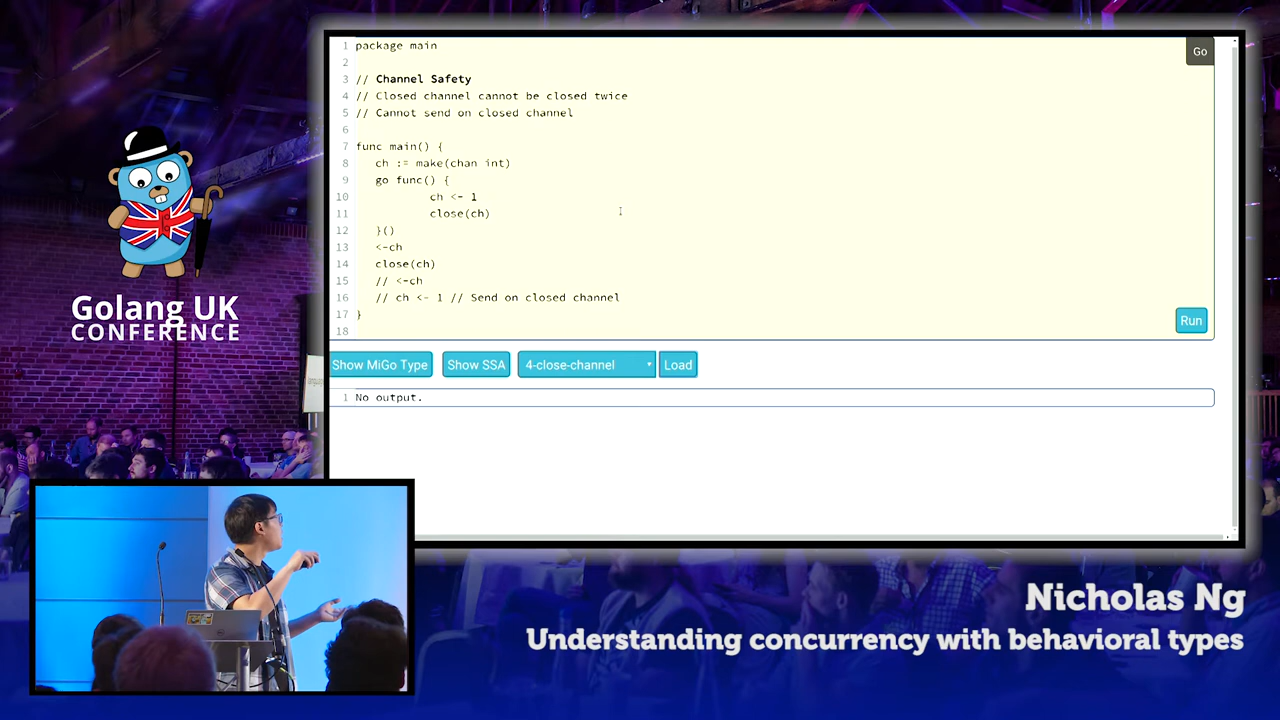 Golang UK
CONFERENCE
1 package main
2
3 // Channel Safety
4 // Closed channel cannot be closed twice
5 // Cannot send on closed channel
6
7 func main() {
8 ch := make(chan int)
9 go func() {
10 ch <- 1
11 close(ch)
12 }()
13 <-ch
14 close(ch)
15 // <-ch
16 // ch <- 1 // Send on closed channel
17 }
18
Go
Run
Show MiGo Type Show SSA 4-close-channel Load
1 No output.
Nicholas Ng
Understanding concurrency with behavioral types